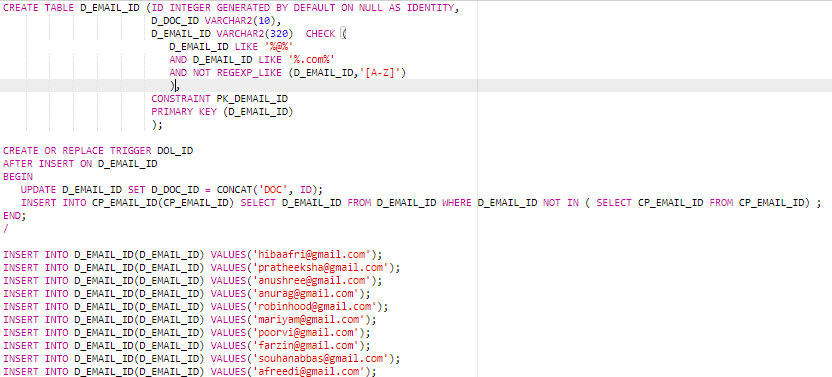 CREATE TABLE D_EMAIL_ID (ID INTEGER GENERATED BY DEFAULT ON NULL AS IDENTITY,
D_DOC_ID VARCHAR2(10),
D_EMAIL_ID VARCHAR2(320)  CHECK (
D_EMAIL_ID LIKE '%@%'
AND D_EMAIL_ID LIKE '%.com%'
AND NOT REGEXP_LIKE (D_EMAIL_ID,'[A-Z]')
),
CONSTRAINT PK_DEMAIL_ID
PRIMARY KEY (D_EMAIL_ID)
);
CREATE OR REPLACE TRIGGER DOL_ID
AFTER INSERT ON D_EMAIL_ID
BEGIN
UPDATE D_EMAIL_ID SET D_DOC_ID = CONCAT('DOC', ID);
INSERT INTO CP_EMAIL_ID(CP_EMAIL_ID) SELECT D_EMAIL_ID FROM D_EMAIL_ID WHERE D_EMAIL_ID NOT IN ( SELECT CP_EMAIL_ID FROM CP_EMAIL_ID) ;
END;
/
INSERT INTO D_EMAIL_ID(D_EMAIL_ID) VALUES('hibaafri@gmail.com');
INSERT INTO D_EMAIL_ID(D_EMAIL_ID) VALUES('pratheeksha@gmail.com');
INSERT INTO D_EMAIL_ID(D_EMAIL_ID) VALUES('anushree@gmail.com');
INSERT INTO D_EMAIL_ID(D_EMAIL_ID) VALUES('anurag@gmail.com');
INSERT INTO D_EMAIL_ID(D_EMAIL_ID) VALUES('robinhood@gmail.com');
INSERT INTO D_EMAIL_ID(D_EMAIL_ID) VALUES('mariyam@gmail.com');
INSERT INTO D_EMAIL_ID(D_EMAIL_ID) VALUES('poorvi@gmail.com');
INSERT INTO D_EMAIL_ID(D_EMAIL_ID) VALUES('farzin@gmail.com');
INSERT INTO D_EMAIL_ID(D_EMAIL_ID) VALUES('souhanabbas@gmail.com');
INSERT INTO D_EMAIL_ID(D_EMAIL_ID) VALUES('afreedi@gmail.com');